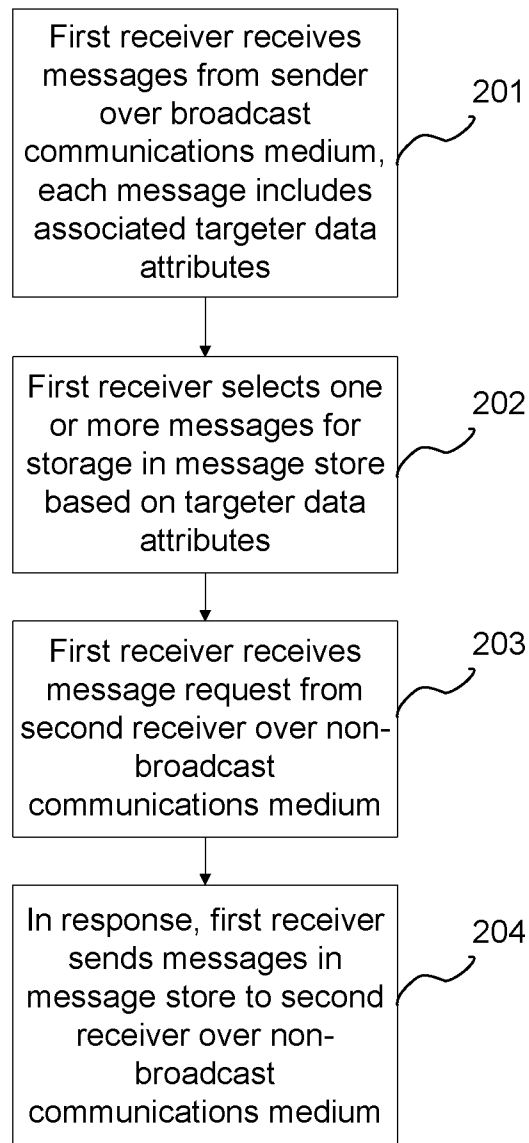 First receiver receives
messages from sender
over broadcast
communications medium,
each message includes
associated targeter data
attributes
201
First receiver selects one
or more messages for
storage in message store
based on targeter data
attributes
202
First receiver receives
message request from
second receiver over non-
broadcast
communications medium
203
In response, first receiver
sends messages in
message store to second
receiver over non-
broadcast
communications medium
204